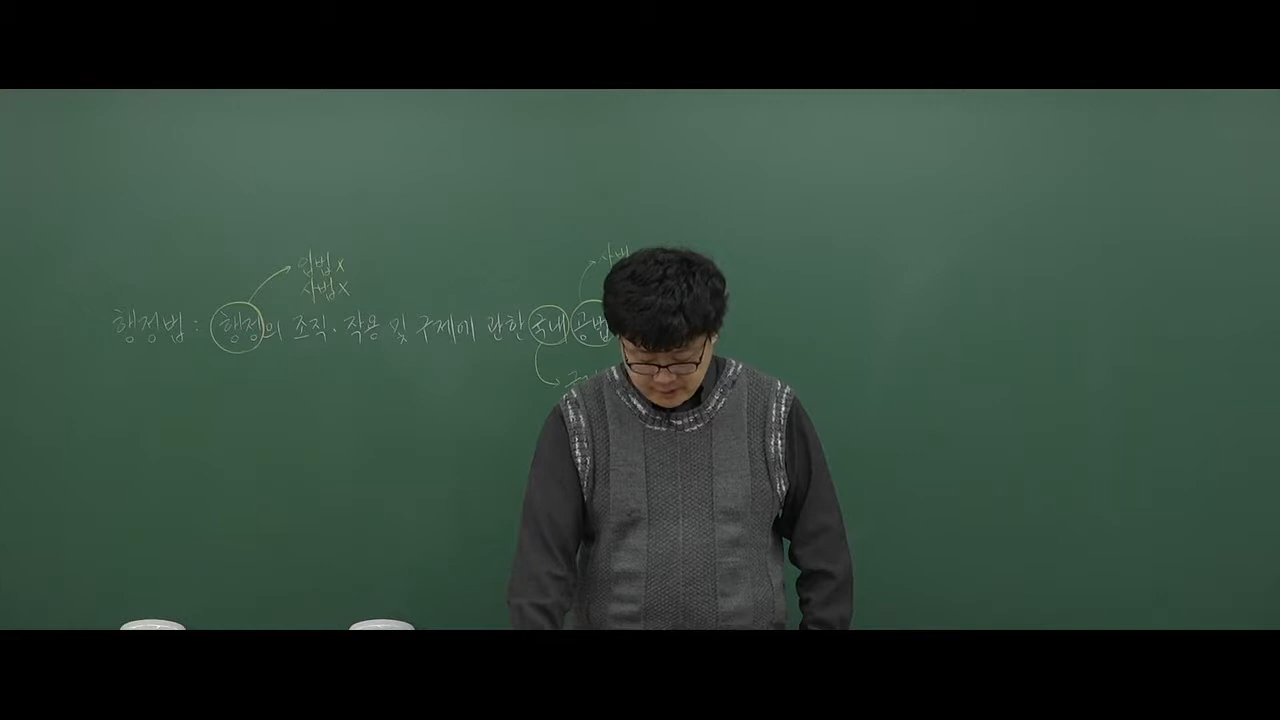 입법 x
사법 x
행정법 : 행정의 조직·작용 및 구제에 관한 국내 공법